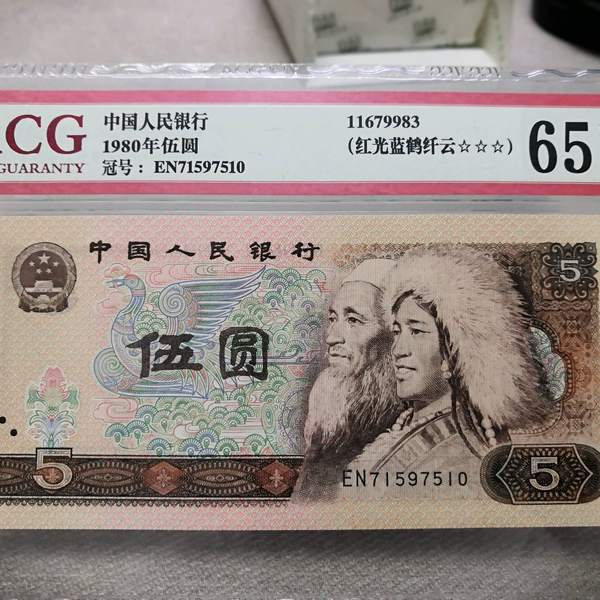 CG
GUARANTY
中国人民银行
1980年伍圆
冠号：EN71597510
11679983
(红光蓝鹤纤云☆☆☆)
65
中国人民银行
5
伍圆
5
EN71597510
5